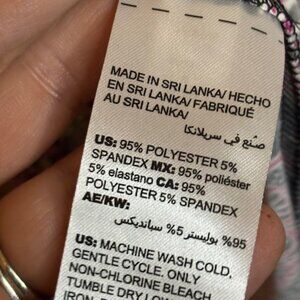 MADE IN SRI LANKA/ HECHO
EN SRI LANKA/ FABRIQUÉ
AU SRI LANKA/
صُنع في سريلانكا
US: 95% POLYESTER 5%
SPANDEX MX: 95% poliéster
5% elastano CA: 95%
POLYESTER 5% SPANDEX
AE/KW:
95% بوليستر 5% سبانديكس
US: MACHINE WASH COLD.
GENTLE CYCLE. ONLY
NON-CHLORINE BLEACH
TUMBLE DRY LOW